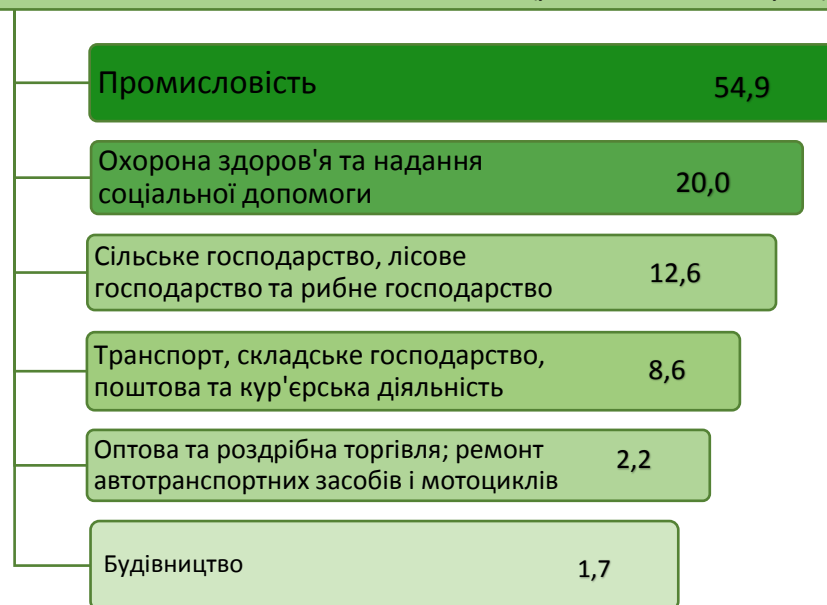 Промисловість 54,9
Охорона здоров'я та надання
соціальної допомоги 20,0
Сільське господарство, лісове
господарство та рибне господарство 12,6
Транспорт, складське господарство,
поштова та кур'єрська діяльність 8,6
Оптова та роздрібна торгівля; ремонт
автотранспортних засобів і мотоциклів 2,2
Будівництво 1,7